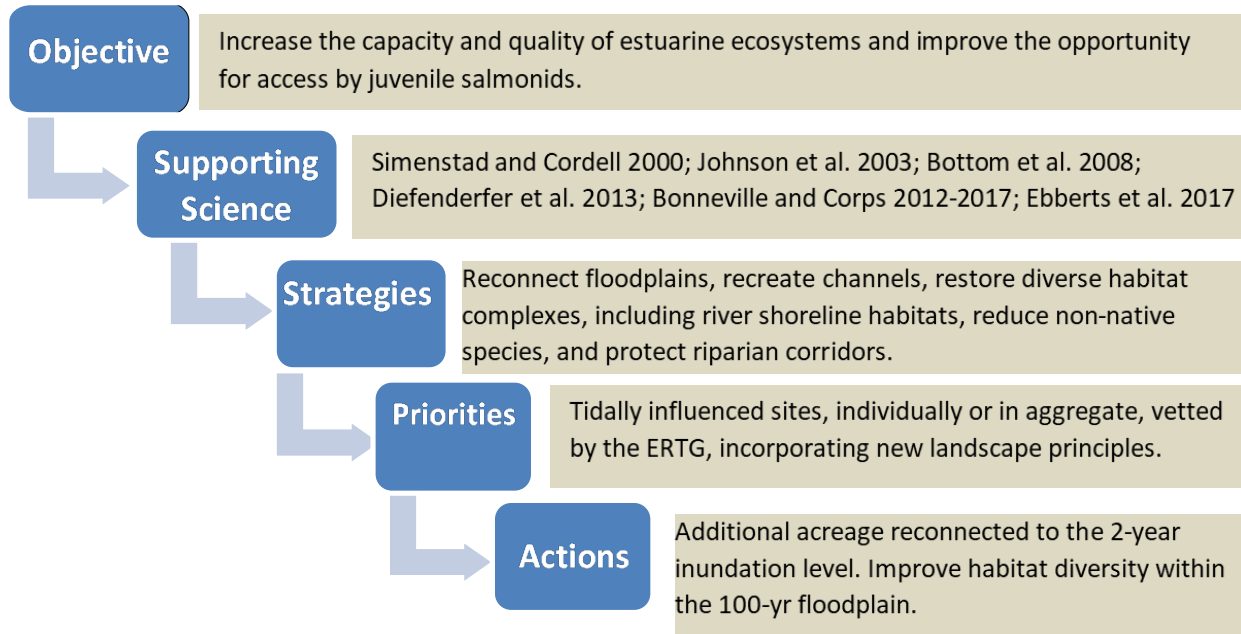 Objective
Increase the capacity and quality of estuarine ecosystems and improve the opportunity
for access by juvenile salmonids.
Supporting
Science
Simenstad and Cordell 2000; Johnson et al. 2003; Bottom et al. 2008;
Diefenderfer et al. 2013; Bonneville and Corps 2012-2017; Ebberts et al. 2017
Strategies
Reconnect floodplains, recreate channels, restore diverse habitat
complexes, including river shoreline habitats, reduce non-native
species, and protect riparian corridors.
Priorities
Tidally influenced sites, individually or in aggregate, vetted
by the ERTG, incorporating new landscape principles.
Actions
Additional acreage reconnected to the 2-year
inundation level. Improve habitat diversity within
the 100-yr floodplain.